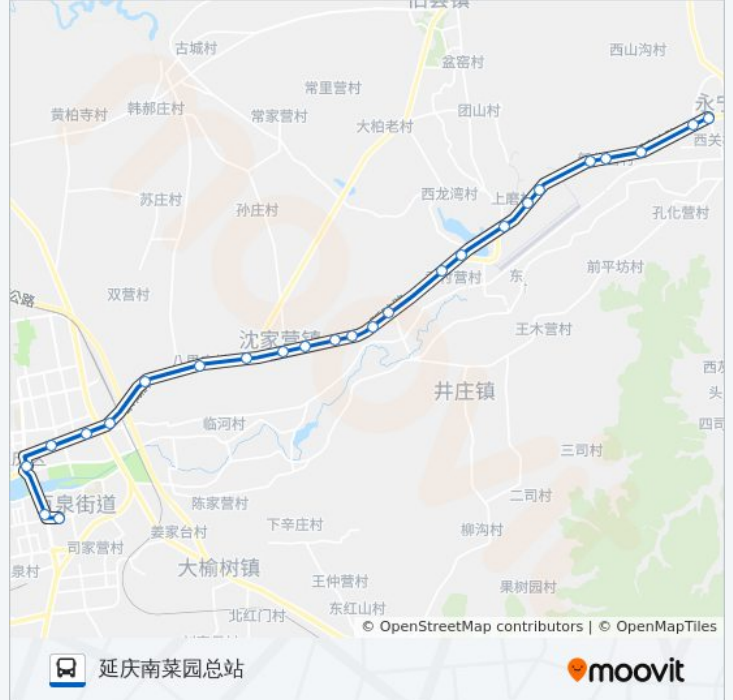 旧县镇
古城村
西山沟村
盆窑村
常里营村
永宁
黄柏寺村
韩郝庄村
团山村
常家营村
大柏老村
西关
苏庄村
西龙湾村
上磨
孙庄村
孔化营村
前平坊村
双营村
东
公路
王木营村
沈家营镇
井庄镇
临河村
头
四司
三司村
二司村
陈家营村
泉街道
下辛庄村
柳沟村
姜家台村
司家营村
大榆树镇
泉村
王仲营村
果树园村
东红山村
北红门村
© OpenStreetMap contributors | © OpenMapTiles
延庆南菜园总站
moovit